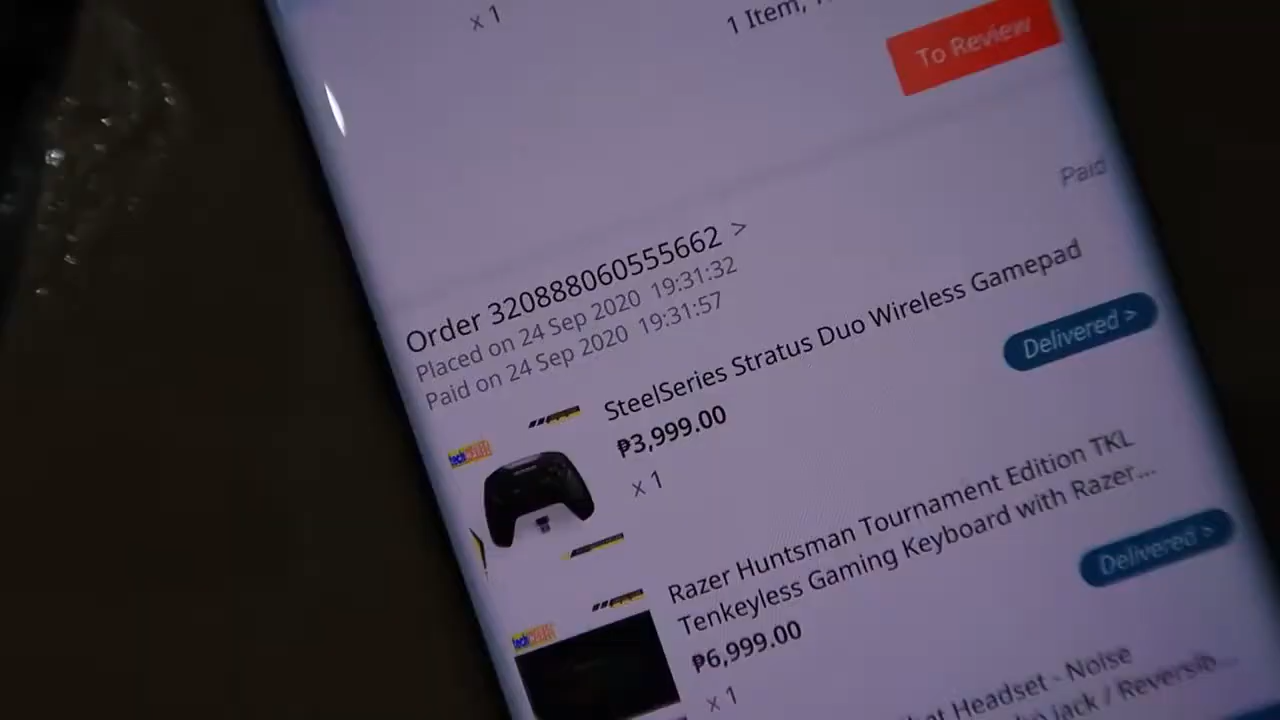 x 1
1 Item,
To Review
Paid
Order 320888060555662 >
Placed on 24 Sep 2020 19:31:32
Paid on 24 Sep 2020 19:31:57
SteelSeries Stratus Duo Wireless Gamepad
₱3,999.00
x 1
Delivered >
Razer Huntsman Tournament Edition TKL
Tenkeyless Gaming Keyboard with Razer...
₱6,999.00
x 1
Delivered >
Headset - Noise
jack / Reversib...